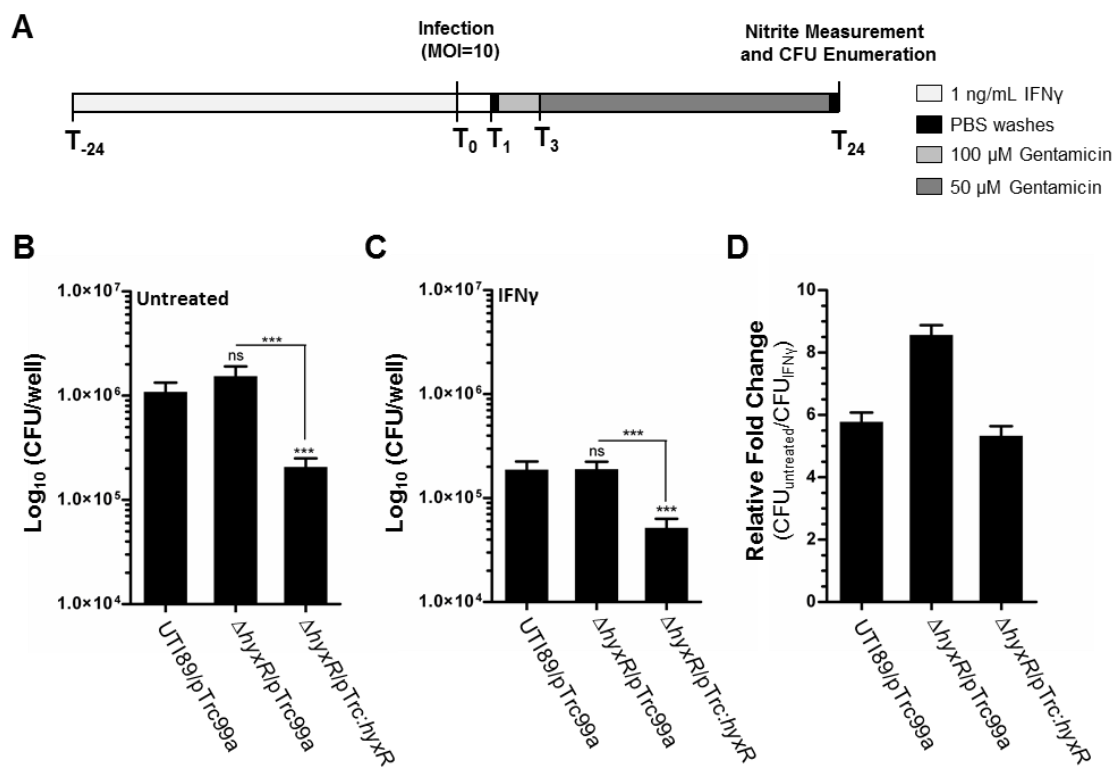 A
Infection
(MOI=10)
Nitrite Measurement
and CFU Enumeration
T-24
T0
T1
T3
T24
1 ng/mL IFNγ
PBS washes
100 µM Gentamicin
50 µM Gentamicin
B
Untreated
Log10 (CFU/well)
1.0×10^7
1.0×10^6
1.0×10^5
1.0×10^4
ns
***
***
UTI89/pTrc99a
ΔhyxR/pTrc99a
ΔhyxR/pTrc:hyxR
C
IFNγ
Log10 (CFU/well)
1.0×10^7
1.0×10^6
1.0×10^5
1.0×10^4
ns
***
***
UTI89/pTrc99a
ΔhyxR/pTrc99a
ΔhyxR/pTrc:hyxR
D
Relative Fold Change
(CFUuntreated/CFUIFNγ)
10
8
6
4
2
0
UTI89/pTrc99a
ΔhyxR/pTrc99a
ΔhyxR/pTrc:hyxR